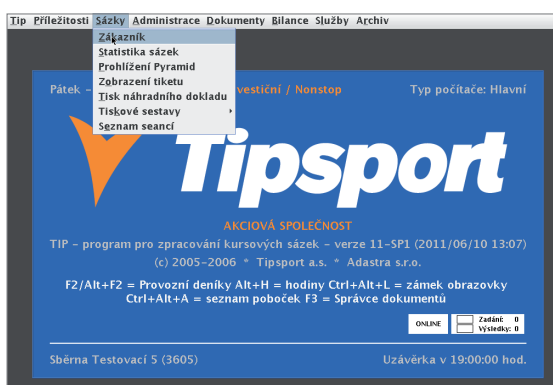 Tip Příležitosti Sázky Administrace Dokumenty Bilance Služby Archiv
Zákazník
Statistika sázek
Prohlížení Pyramid
Zobrazení tiketu
Tisk náhradního dokladu
Tiskové sestavy
Seznam seancí
Pátek – vestiční / Nonstop Typ počítače: Hlavní
Tipsport
AKCIOVÁ SPOLEČNOST
TIP – program pro zpracování kursových sázek – verze 11–SP1 (2011/06/10 13:07)
(c) 2005–2006 * Tipsport a.s. * Adastra s.r.o.
F2/Alt+F2 = Provozní deníky Alt+H = hodiny Ctrl+Alt+L = zámek obrazovky
Ctrl+Alt+A = seznam poboček F3 = Správce dokumentů
ONLINE Zadání: 0
Výsledky: 0
Sběrna Testovací 5 (3605) Uzávěrka v 19:00:00 hod.